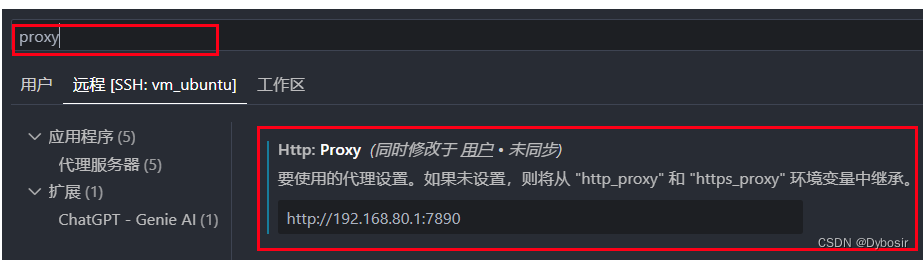 proxy
用户 远程 [SSH: vm_ubuntu] 工作区
应用程序 (5)
代理服务器 (5)
扩展 (1)
ChatGPT - Genie AI (1)
Http: Proxy (同时修改于 用户 • 未同步)
要使用的代理设置。如果未设置，则将从 "http_proxy" 和 "https_proxy" 环境变量中继承。
http://192.168.80.1:7890
CSDN @Dybosir